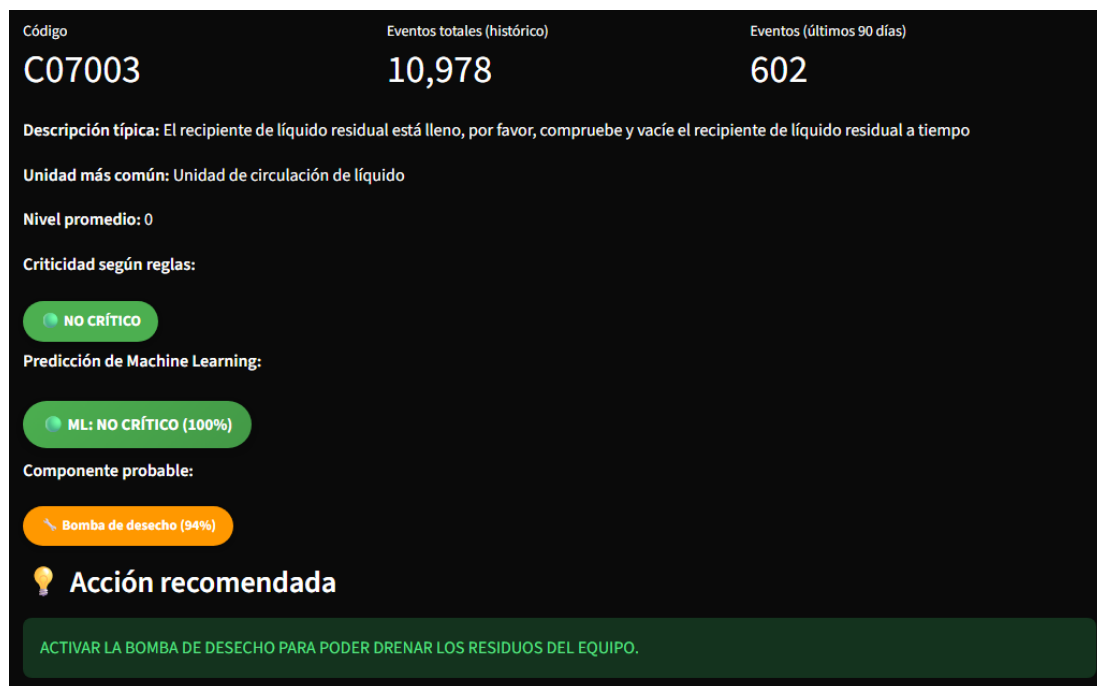 Código
Eventos totales (histórico)
Eventos (últimos 90 días)
C07003
10,978
602
Descripción típica: El recipiente de líquido residual está lleno, por favor, compruebe y vacíe el recipiente de líquido residual a tiempo
Unidad más común: Unidad de circulación de líquido
Nivel promedio: 0
Criticidad según reglas:
NO CRÍTICO
Predicción de Machine Learning:
ML: NO CRÍTICO (100%)
Componente probable:
Bomba de desecho (94%)
Acción recomendada
ACTIVAR LA BOMBA DE DESECHO PARA PODER DRENAR LOS RESIDUOS DEL EQUIPO.